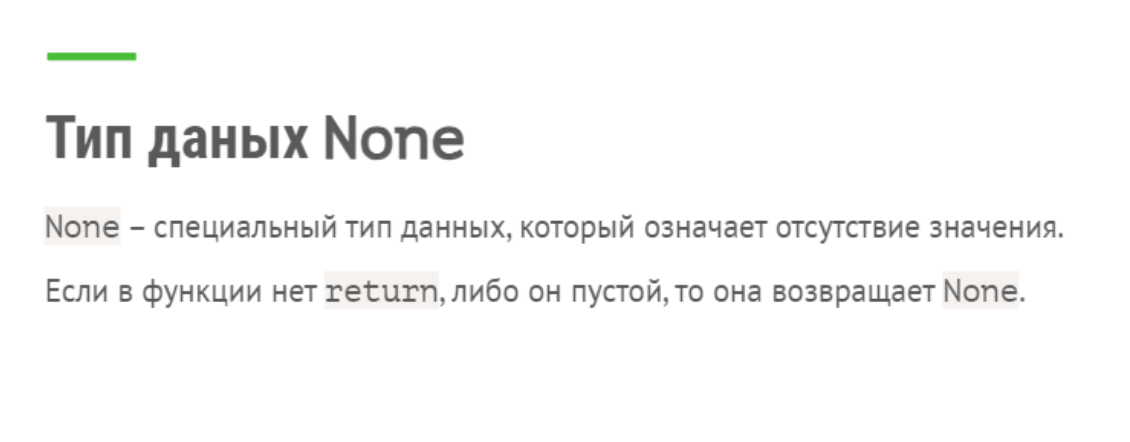 Тип даных None
None – специальный тип данных, который означает отсутствие значения.
Если в функции нет return, либо он пустой, то она возвращает None.